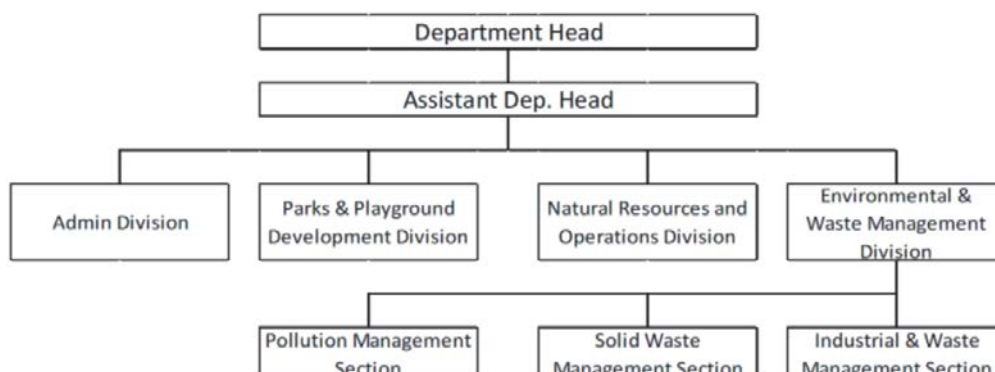 Department Head
Assistant Dep. Head
Admin Division
Parks & Playground
Development Division
Natural Resources and
Operations Division
Environmental &
Waste Management
Division
Pollution Management
Section
Solid Waste
Management Section
Industrial & Waste
Management Section